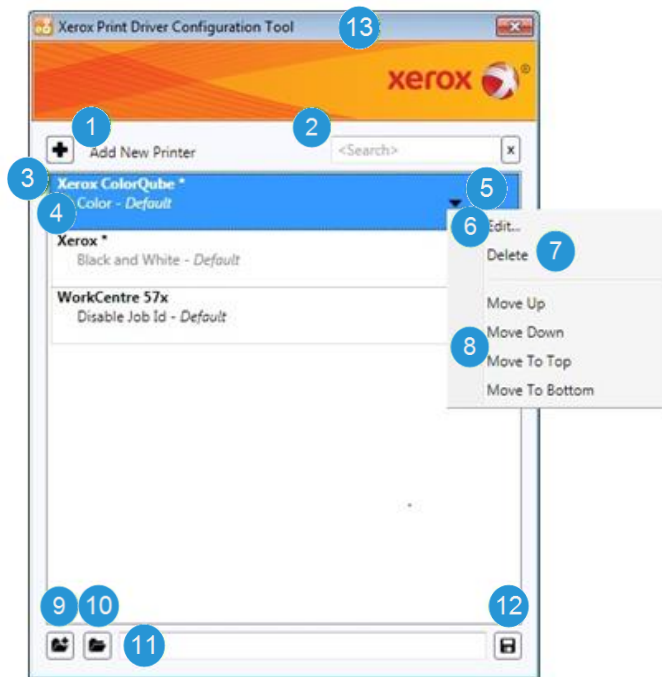 Xerox Print Driver Configuration Tool 13
xerox ®
1 2
Add New Printer <Search> x
3 5
Xerox ColorQube *
4 Color - Default
6 Edit...
Xerox *
Delete 7
Black and White - Default
WorkCentre 57x
Move Up
Disable Job Id - Default
Move Down
8
Move To Top
Move To Bottom
9 10 12
11